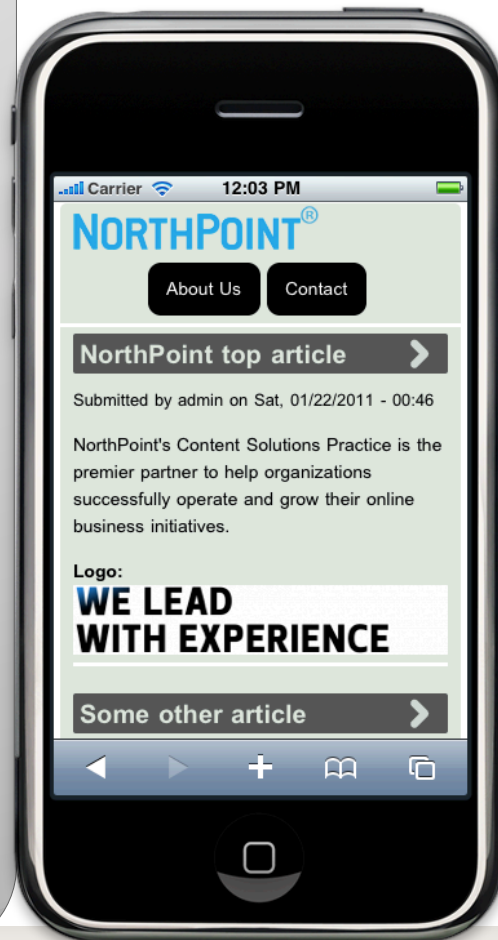 Carrier 12:03 PM
NORTHPOINT®
About Us Contact
NorthPoint top article
Submitted by admin on Sat, 01/22/2011 - 00:46
NorthPoint's Content Solutions Practice is the
premier partner to help organizations
successfully operate and grow their online
business initiatives.
Logo:
WE LEAD
WITH EXPERIENCE
Some other article